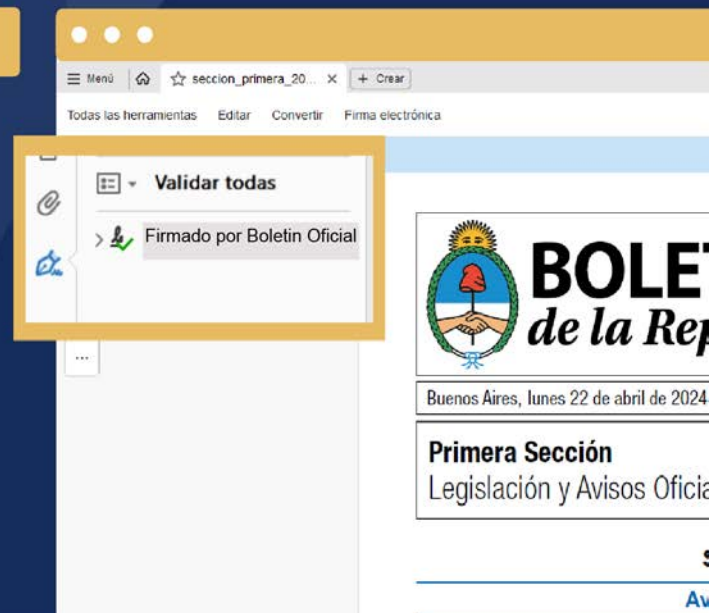 Menú
seccion_primera_20...
+ Crear
Todas las herramientas Editar Convertir Firma electrónica
Validar todas
Firmado por Boletin Oficial
BOLET
de la Rep
Buenos Aires, lunes 22 de abril de 2024
Primera Sección
Legislación y Avisos Oficia
S
Av